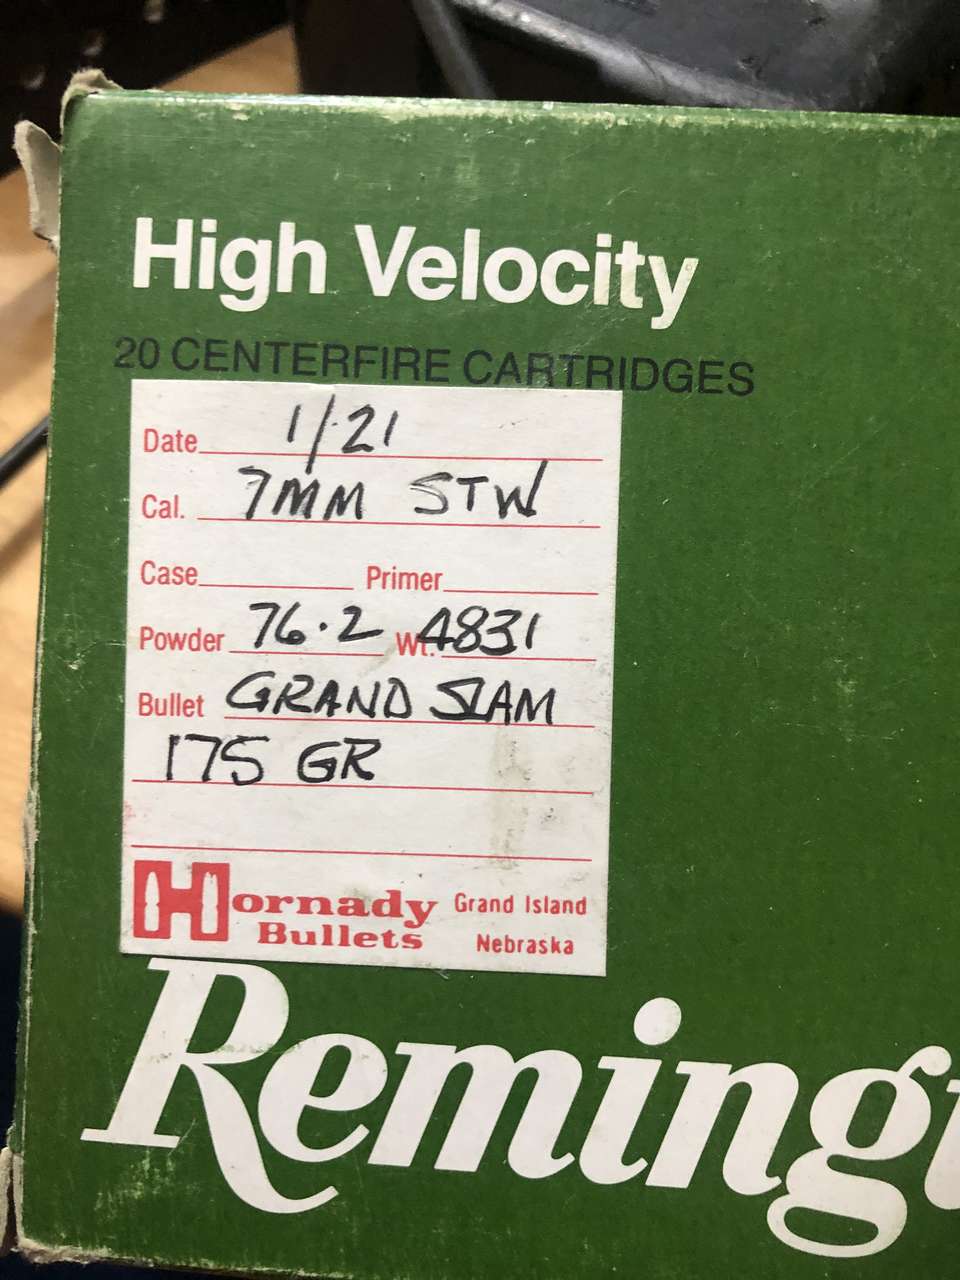 High Velocity
20 CENTERFIRE CARTRIDGES
Date 1/21
Cal. 7MM STW
Case Primer
Powder 76.2 Wt. 4831
Bullet GRAND SLAM
175 GR
Hornady Bullets
Grand Island
Nebraska
Remingt